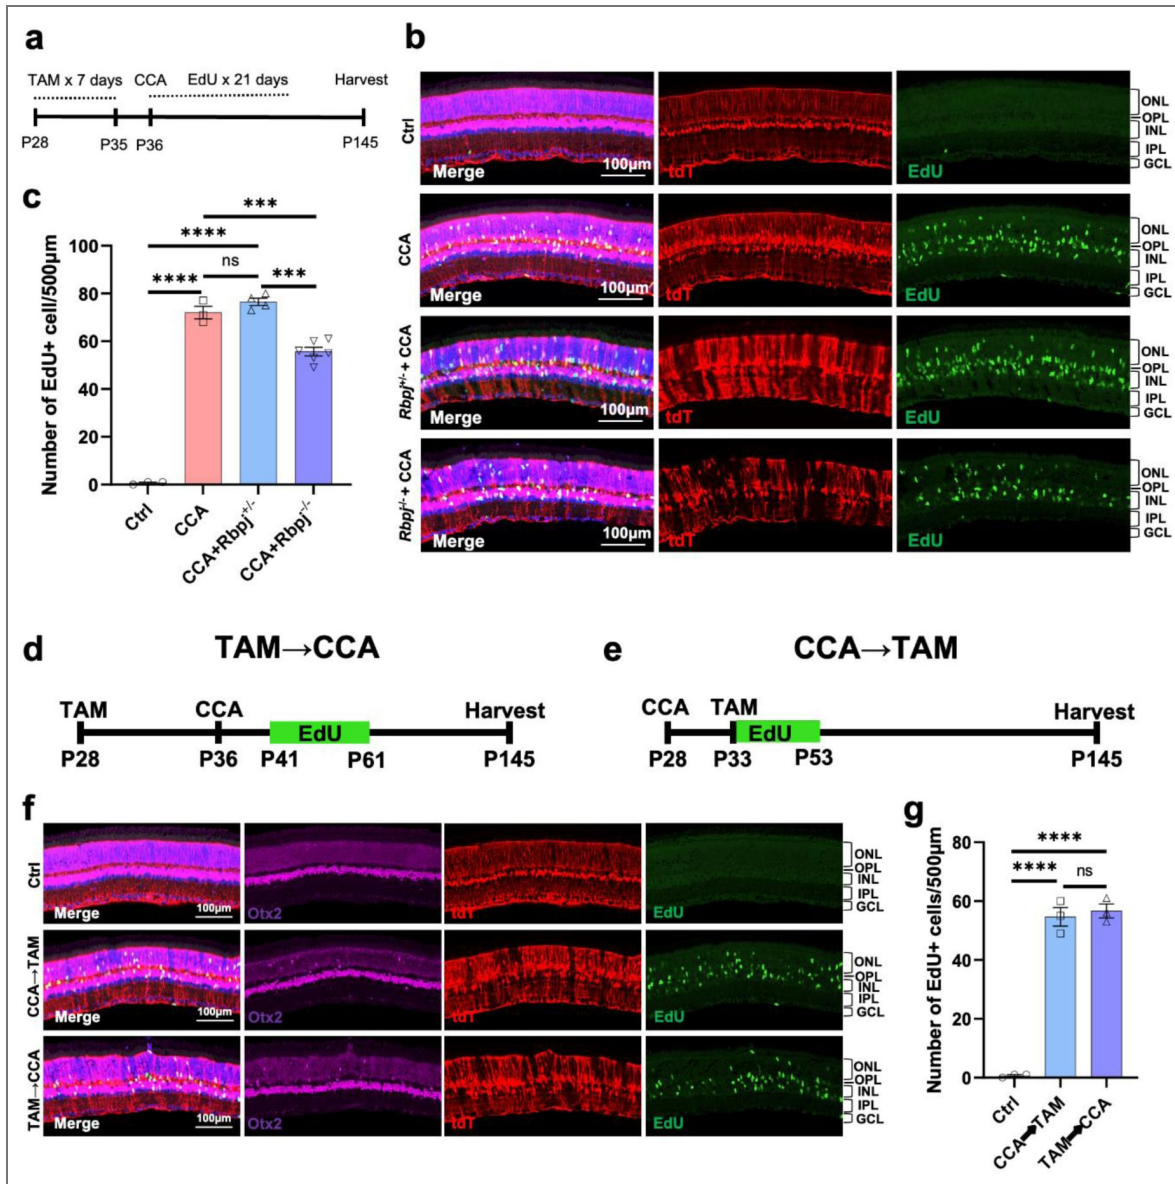 a
TAM x 7 days CCA EdU x 21 days Harvest
P28 P35 P36 P145
b
Ctrl
Merge 100μm tdT EdU
ONL
OPL
INL
IPL
GCL
CCA
Merge 100μm tdT EdU
ONL
OPL
INL
IPL
GCL
Rbpj+/- + CCA
Merge 100μm tdT EdU
ONL
OPL
INL
IPL
GCL
Rbpj-/- + CCA
Merge 100μm tdT EdU
ONL
OPL
INL
IPL
GCL
c
Number of EdU+ cell/500μm
100
80
60
40
20
0
***
****
ns
***
****
Ctrl
CCA
CCA+Rbpj+/-
CCA+Rbpj-/-
d
TAM→CCA
TAM CCA EdU Harvest
P28 P36 P41 P61 P145
e
CCA→TAM
CCA TAM EdU Harvest
P28 P33 P53 P145
f
Ctrl
Merge 100μm Otx2 tdT EdU
ONL
OPL
INL
IPL
GCL
CCA→TAM
Merge 100μm Otx2 tdT EdU
ONL
OPL
INL
IPL
GCL
TAM→CCA
Merge 100μm Otx2 tdT EdU
ONL
OPL
INL
IPL
GCL
g
Number of EdU+ cells/500μm
80
60
40
20
0
****
****
ns
Ctrl
CCA➡TAM
TAM➡CCA